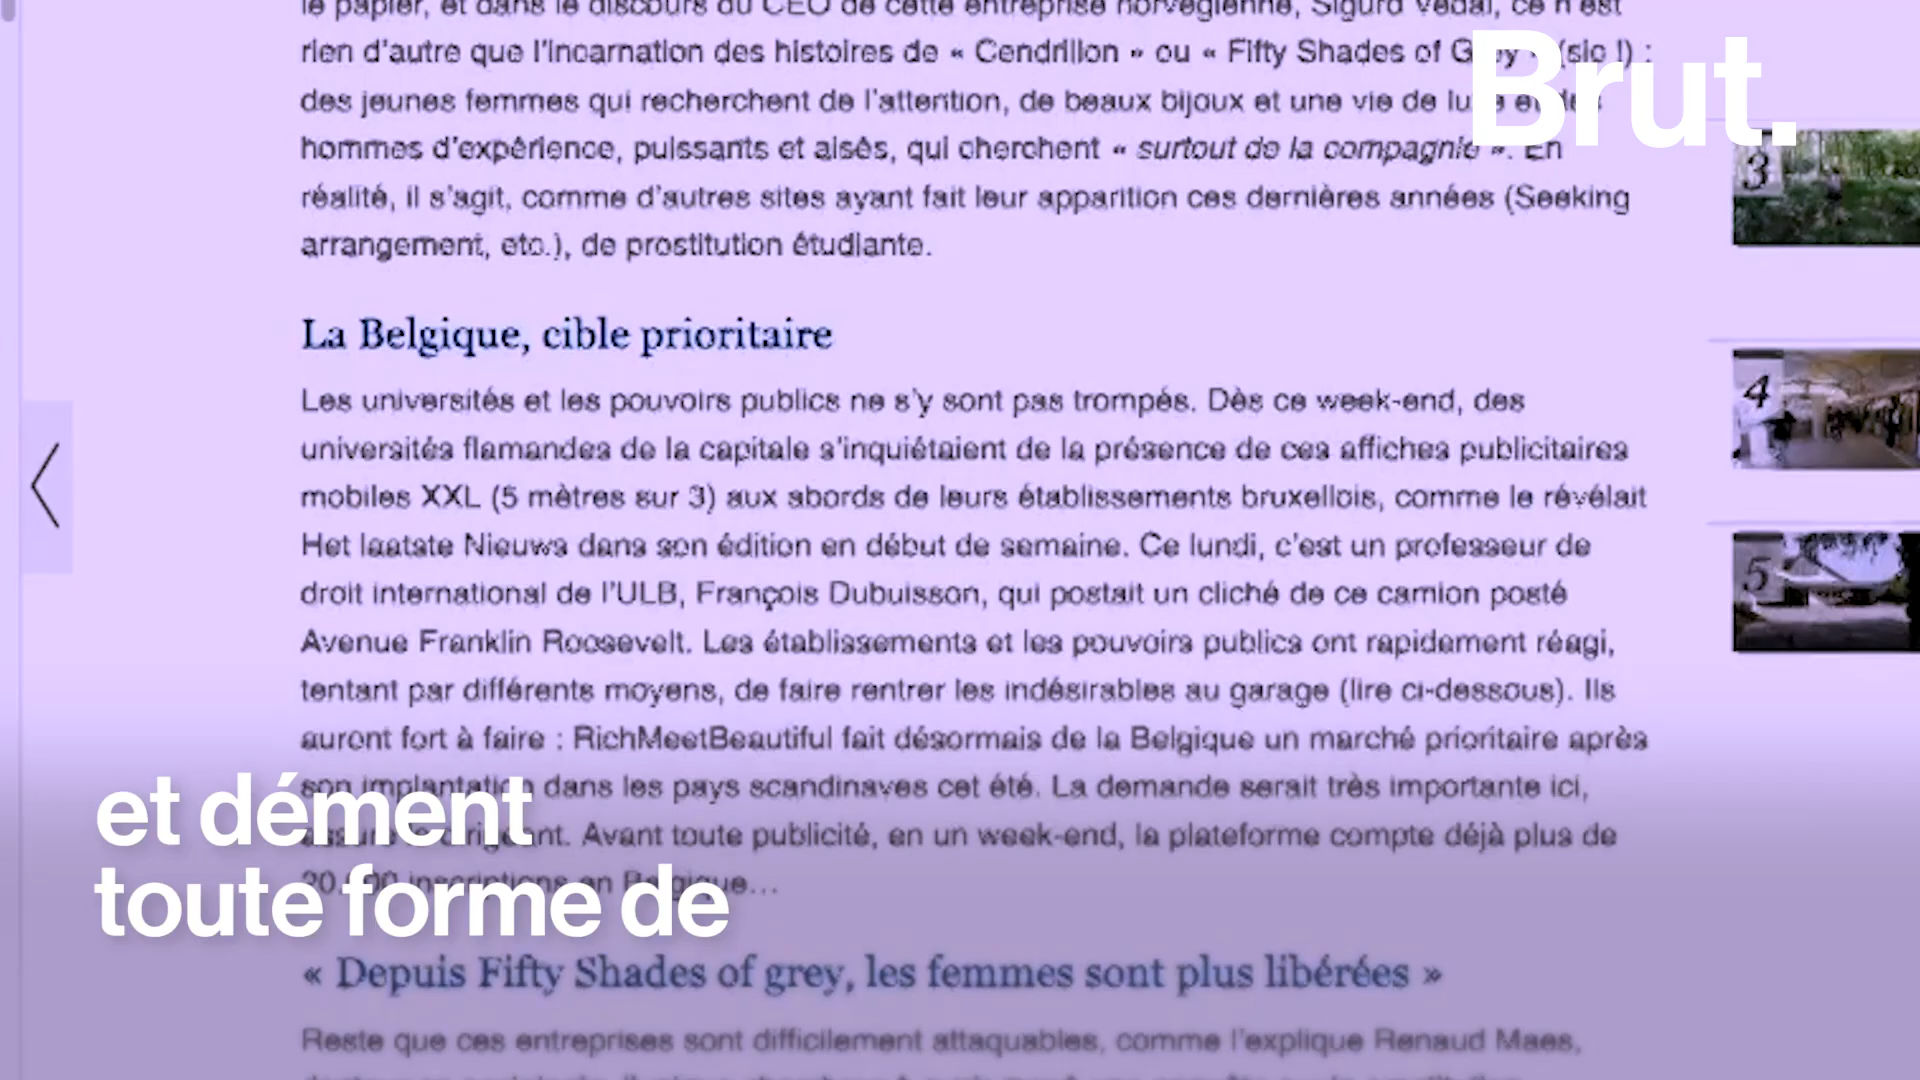 le papier, et dans le discours du CEO de cette entreprise norvégienne, Sigurd Vedal, ce n'est
rien d'autre que l'incarnation des histoires de « Cendrillon » ou « Fifty Shades of Grey » (sic !) :
Brut.
des jeunes femmes qui recherchent de l'attention, de beaux bijoux et une vie de luxe et des
hommes d'expérience, puissants et aisés, qui cherchent « surtout de la compagnie ». En
réalité, il s'agit, comme d'autres sites ayant fait leur apparition ces dernières années (Seeking
arrangement, etc.), de prostitution étudiante.
3
La Belgique, cible prioritaire
Les universités et les pouvoirs publics ne s'y sont pas trompés. Dès ce week-end, des
universités flamandes de la capitale s'inquiétaient de la présence de ces affiches publicitaires
mobiles XXL (5 mètres sur 3) aux abords de leurs établissements bruxellois, comme le révélait
Het laatste Nieuws dans son édition en début de semaine. Ce lundi, c'est un professeur de
droit international de l'ULB, François Dubuisson, qui postait un cliché de ce camion posté
Avenue Franklin Roosevelt. Les établissements et les pouvoirs publics ont rapidement réagi,
tentant par différents moyens, de faire rentrer les indésirables au garage (lire ci-dessous). Ils
auront fort à faire : RichMeetBeautiful fait désormais de la Belgique un marché prioritaire après
son implantation dans les pays scandinaves cet été. La demande serait très importante ici,
assure le dirigeant. Avant toute publicité, en un week-end, la plateforme compte déjà plus de
inscriptions en Belgique…
4
5
et dément
toute forme de
« Depuis Fifty Shades of grey, les femmes sont plus libérées »
Reste que ces entreprises sont difficilement attaquables, comme l'explique Renaud Maes,